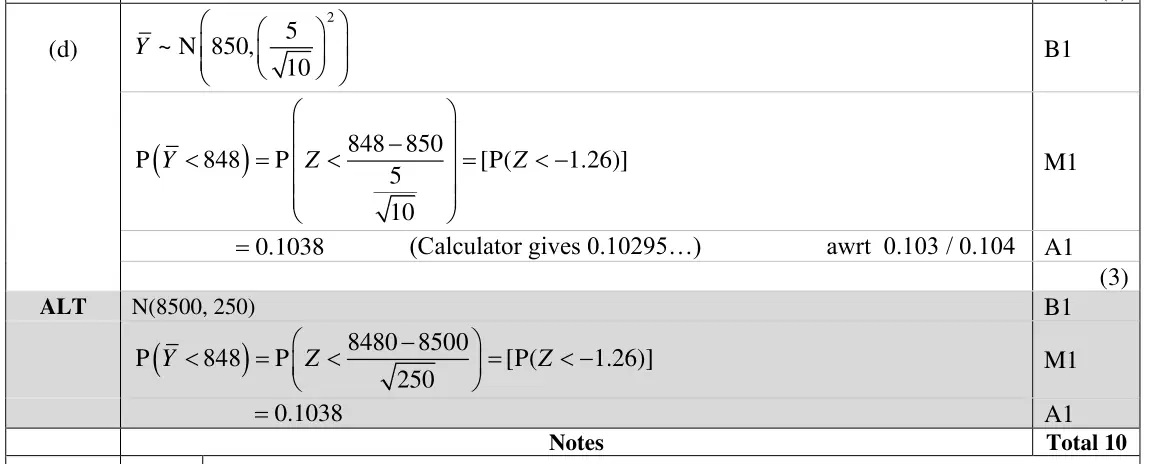 (d) Y̅ ~ N(850, (5/√10)²) B1
P(Y̅ < 848) = P(Z < (848 − 850)/(5/√10)) = [P(Z < −1.26)] M1
= 0.1038 (Calculator gives 0.10295…) awrt 0.103 / 0.104 A1
(3)
ALT N(8500, 250) B1
P(Y̅ < 848) = P(Z < (8480 − 8500)/√250) = [P(Z < −1.26)] M1
= 0.1038 A1
Notes Total 10